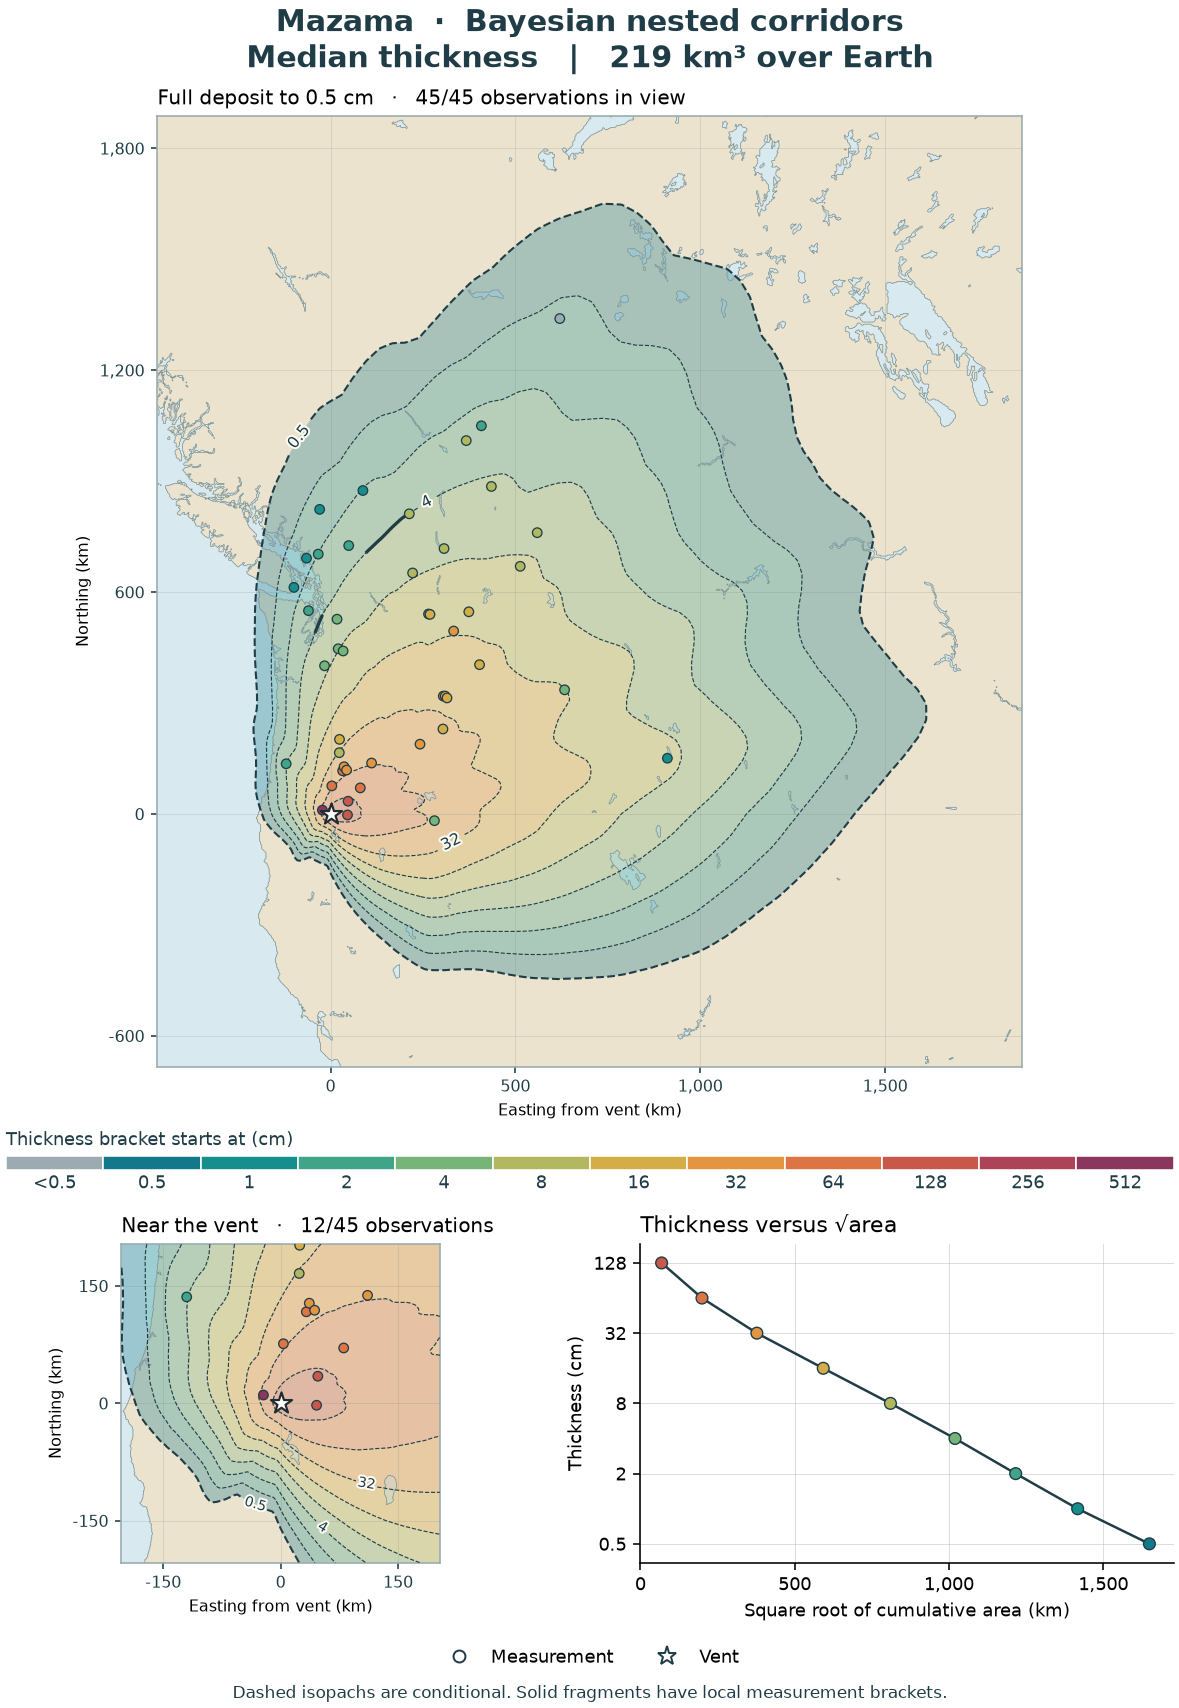 Mazama · Bayesian nested corridors
Median thickness | 219 km³ over Earth
Full deposit to 0.5 cm · 45/45 observations in view
1,800
1,200
600
0
-600
Northing (km)
0.5
4
32
0
500
1,000
1,500
Easting from vent (km)
Thickness bracket starts at (cm)
<0.5
0.5
1
2
4
8
16
32
64
128
256
512
Near the vent · 12/45 observations
150
0
-150
Northing (km)
32
0.5
4
-150
0
150
Easting from vent (km)
Thickness versus √area
128
32
8
2
0.5
Thickness (cm)
0
500
1,000
1,500
Square root of cumulative area (km)
Measurement
Vent
Dashed isopachs are conditional. Solid fragments have local measurement brackets.